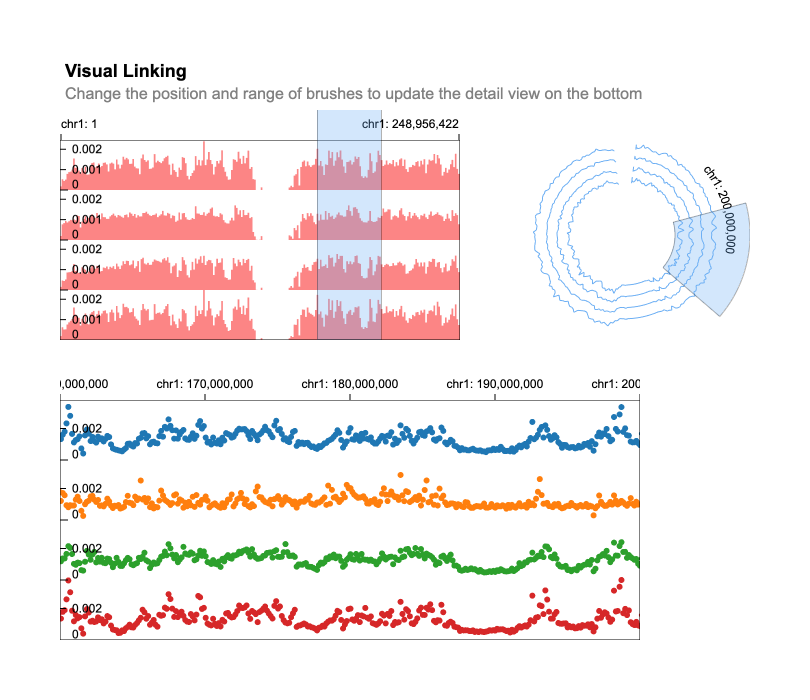 Visual Linking
Change the position and range of brushes to update the detail view on the bottom
chr1: 1
chr1: 248,956,422
0.002
0.001
0
0.002
0.001
0
0.002
0.001
0
0.002
0.001
0
chr1: 200,000,000
0,000,000
chr1: 170,000,000
chr1: 180,000,000
chr1: 190,000,000
chr1: 200
0.002
0
0.002
0
0.002
0
0.002
0